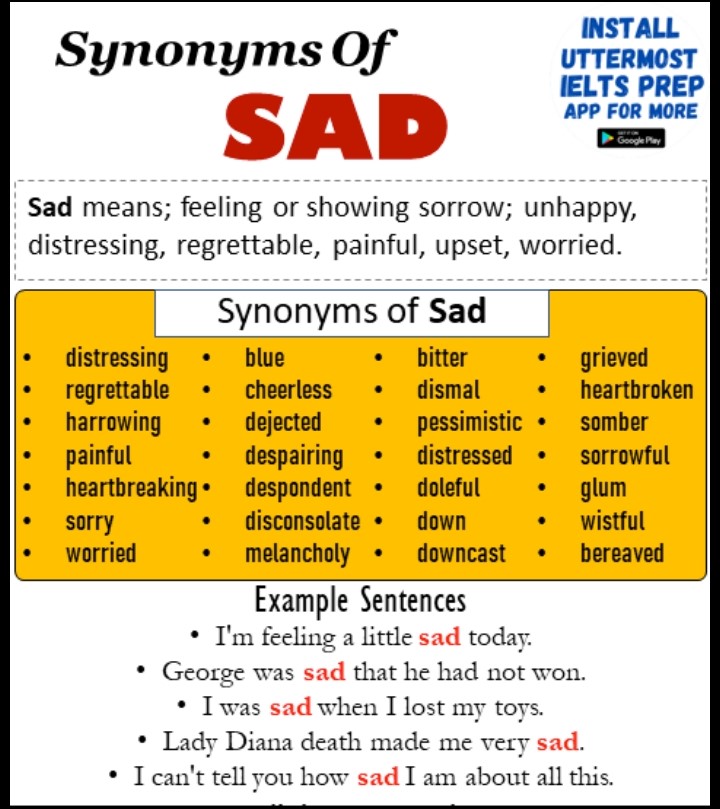 Synonyms Of
SAD
INSTALL
UTTERMOST
IELTS PREP
APP FOR MORE
GET IT ON
Google Play
Sad means; feeling or showing sorrow; unhappy,
distressing, regrettable, painful, upset, worried.
Synonyms of Sad
• distressing • blue • bitter • grieved
• regrettable • cheerless • dismal • heartbroken
• harrowing • dejected • pessimistic • somber
• painful • despairing • distressed • sorrowful
• heartbreaking • despondent • doleful • glum
• sorry • disconsolate • down • wistful
• worried • melancholy • downcast • bereaved
Example Sentences
• I'm feeling a little sad today.
• George was sad that he had not won.
• I was sad when I lost my toys.
• Lady Diana death made me very sad.
• I can't tell you how sad I am about all this.